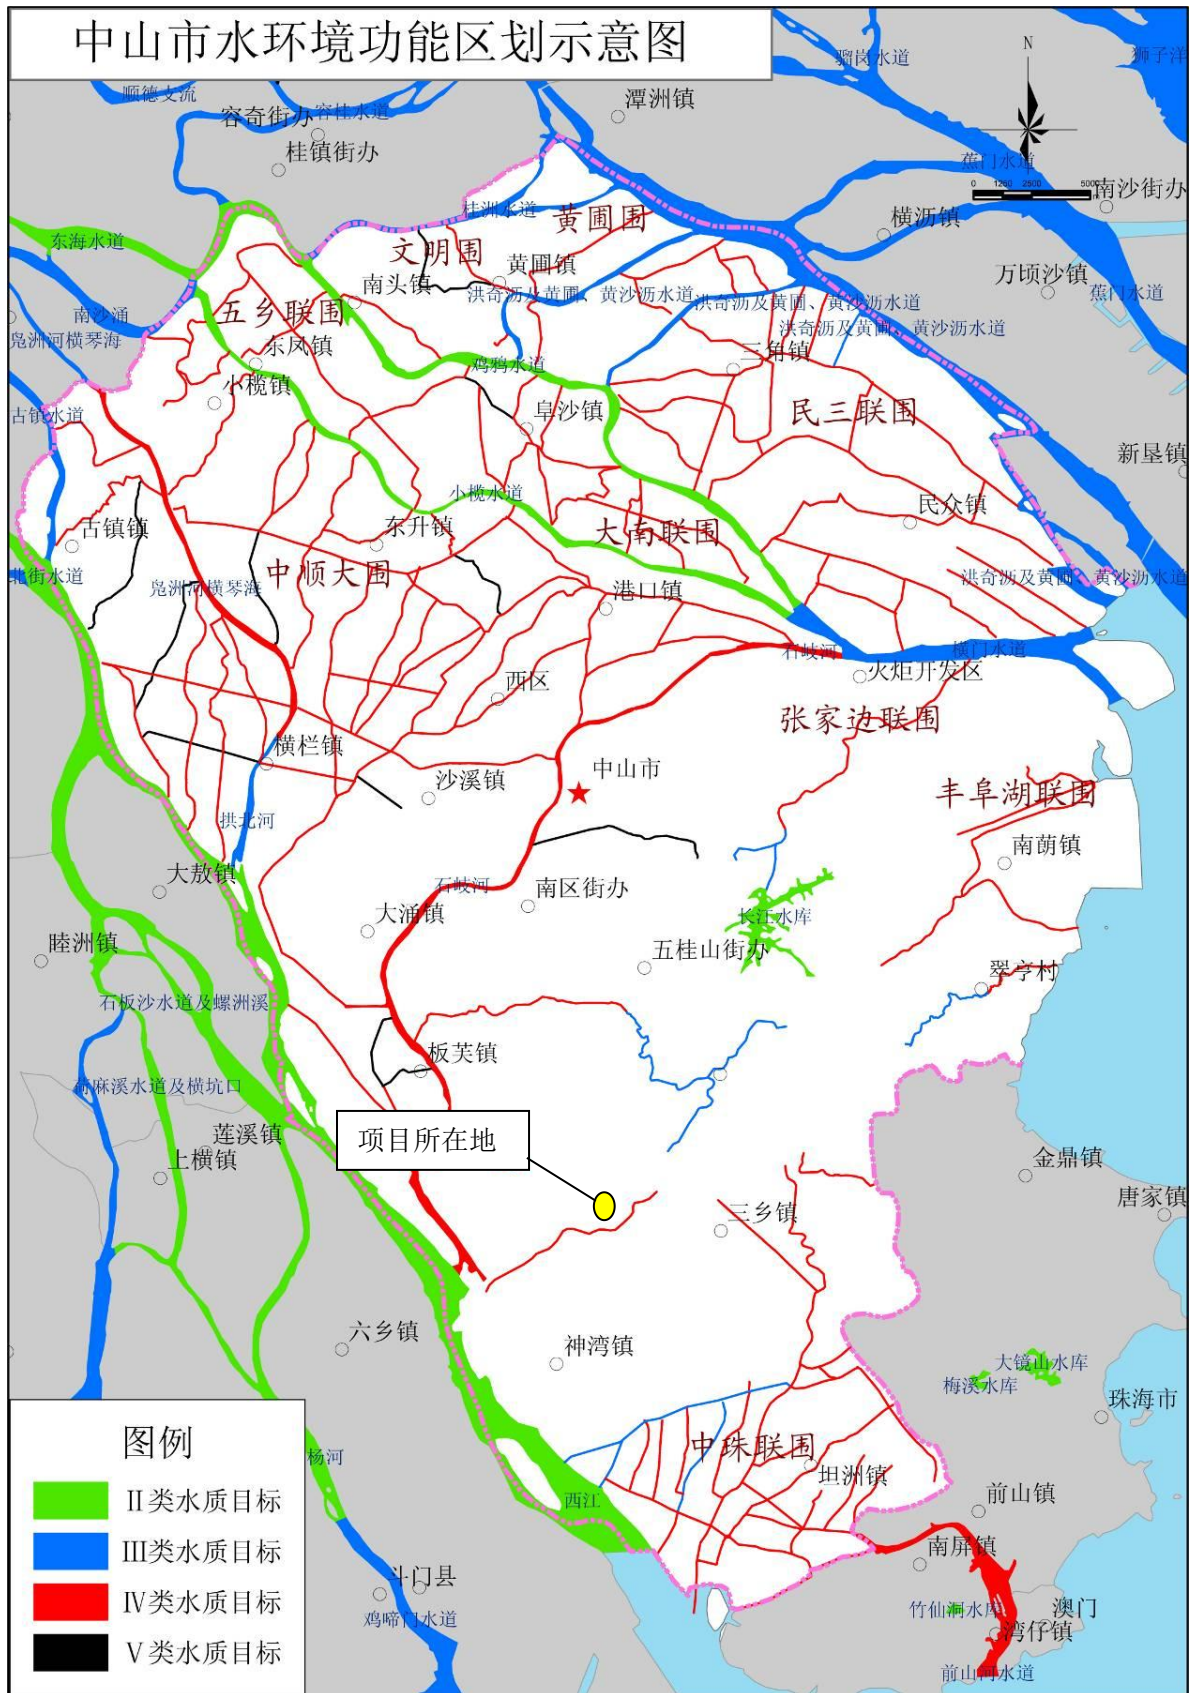 中山市水环境功能区划示意图
骝岗水道
狮子洋
N
顺德支流
容奇街办
容桂水道
潭洲镇
桂镇街办
蕉门水道
0 1250 2500 5000
南沙街办
桂洲水道
黄圃围
横沥镇
东海水道
文明围
黄圃镇
万顷沙镇
南头镇
洪奇沥及黄圃、黄沙沥水道
洪奇沥及黄圃、黄沙沥水道
蕉门水道
南沙涌
五乡联围
洪奇沥及黄圃、黄沙沥水道
凫洲河横琴海
东凤镇
鸡鸦水道
三角镇
小榄镇
古镇水道
阜沙镇
民三联围
新垦镇
小榄水道
古镇镇
东升镇
大南联围
民众镇
北街水道
凫洲河横琴海
中顺大围
港口镇
洪奇沥及黄圃、黄沙沥水道
石岐河
横门水道
西区
火炬开发区
张家边联围
横栏镇
沙溪镇
中山市
丰阜湖联围
拱北河
南蓢镇
大敖镇
石岐河
南区街办
大涌镇
长江水库
睦洲镇
五桂山街办
翠亨村
石板沙水道及螺洲溪
板芙镇
荷麻溪水道及横坑口
莲溪镇
项目所在地
上横镇
金鼎镇
唐家镇
三乡镇
六乡镇
神湾镇
大镜山水库
梅溪水库
珠海市
图例
中珠联围
杨河
坦洲镇
II类水质目标
西江
前山镇
III类水质目标
南屏镇
IV类水质目标
斗门县
竹仙洞水库
澳门
鸡啼门水道
湾仔镇
V类水质目标
前山河水道